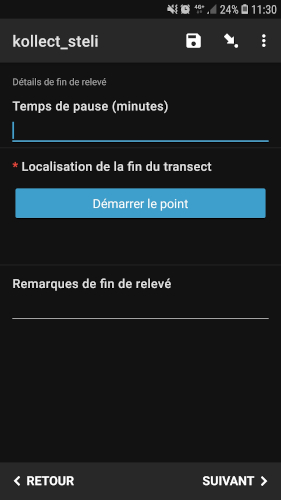 4G+ 24% 11:30
kollect_steli
Détails de fin de relevé
Temps de pause (minutes)
* Localisation de la fin du transect
Démarrer le point
Remarques de fin de relevé
RETOUR
SUIVANT